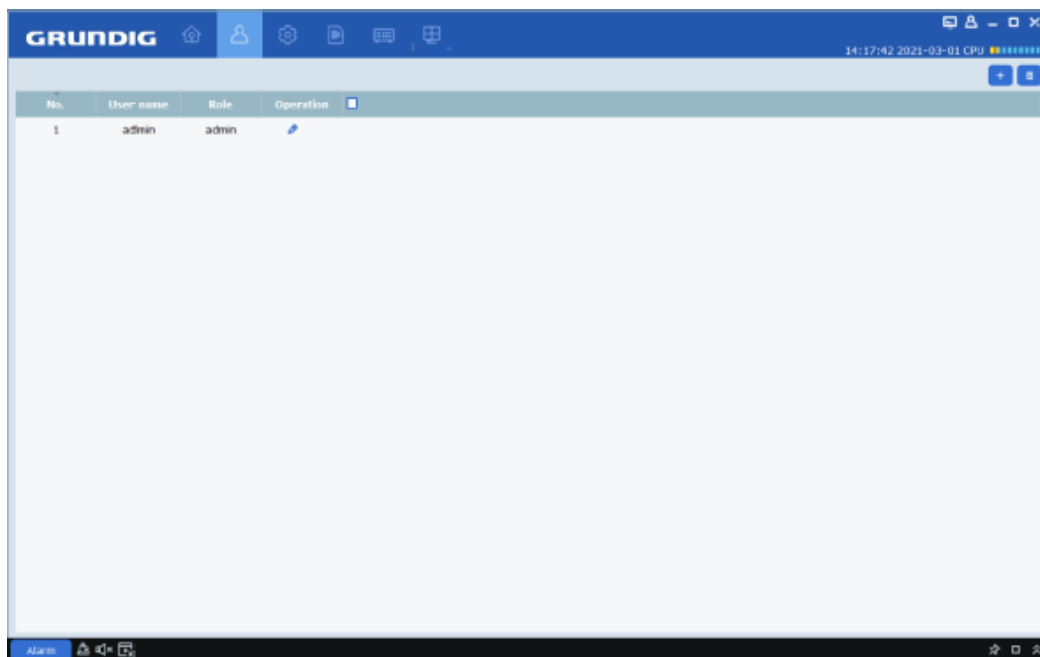 GRUNDIG
14:17:42 2021-03-01 CPU
No. User name Role Operation
1 admin admin
Alarm